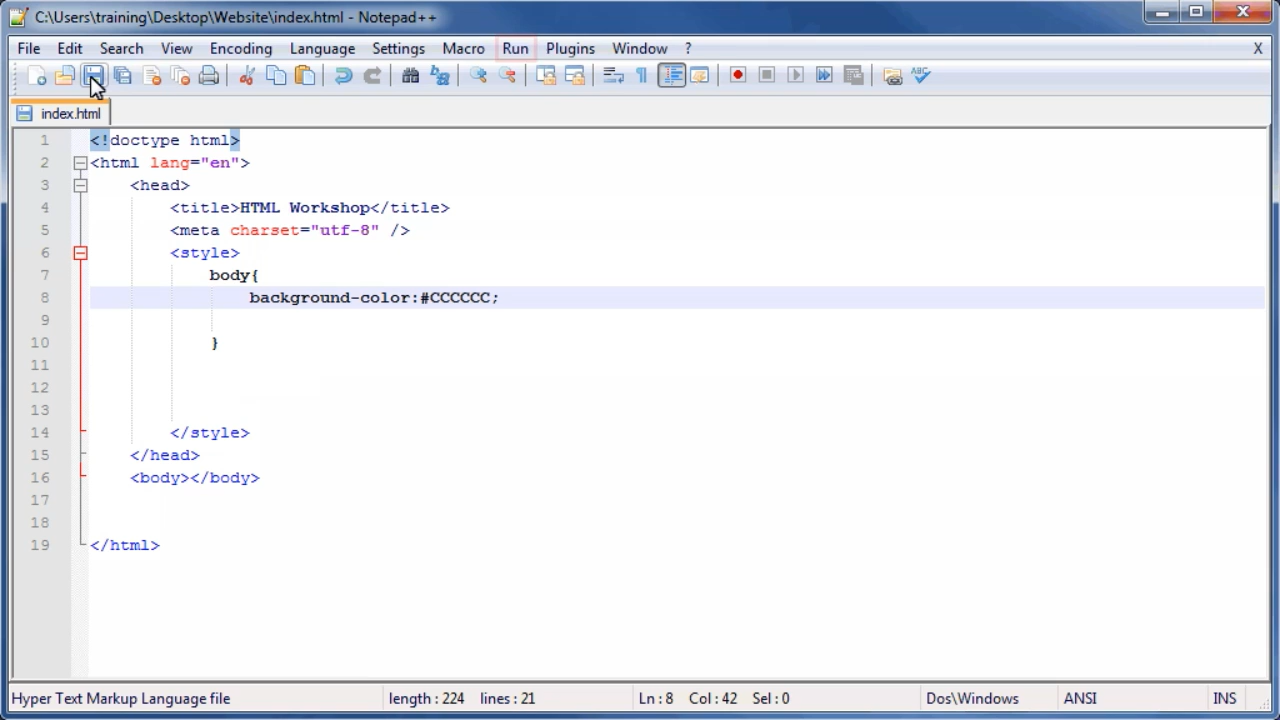 C:\Users\training\Desktop\Website\index.html - Notepad++
File Edit Search View Encoding Language Settings Macro Run Plugins Window ? X
index.html
1 <!doctype html>
2 <html lang="en">
3 <head>
4 <title>HTML Workshop</title>
5 <meta charset="utf-8" />
6 <style>
7 body{
8 background-color:#CCCCCC;
9
10 }
11
12
13
14 </style>
15 </head>
16 <body></body>
17
18
19 </html>
Hyper Text Markup Language file length : 224 lines : 21 Ln : 8 Col : 42 Sel : 0 Dos\Windows ANSI INS